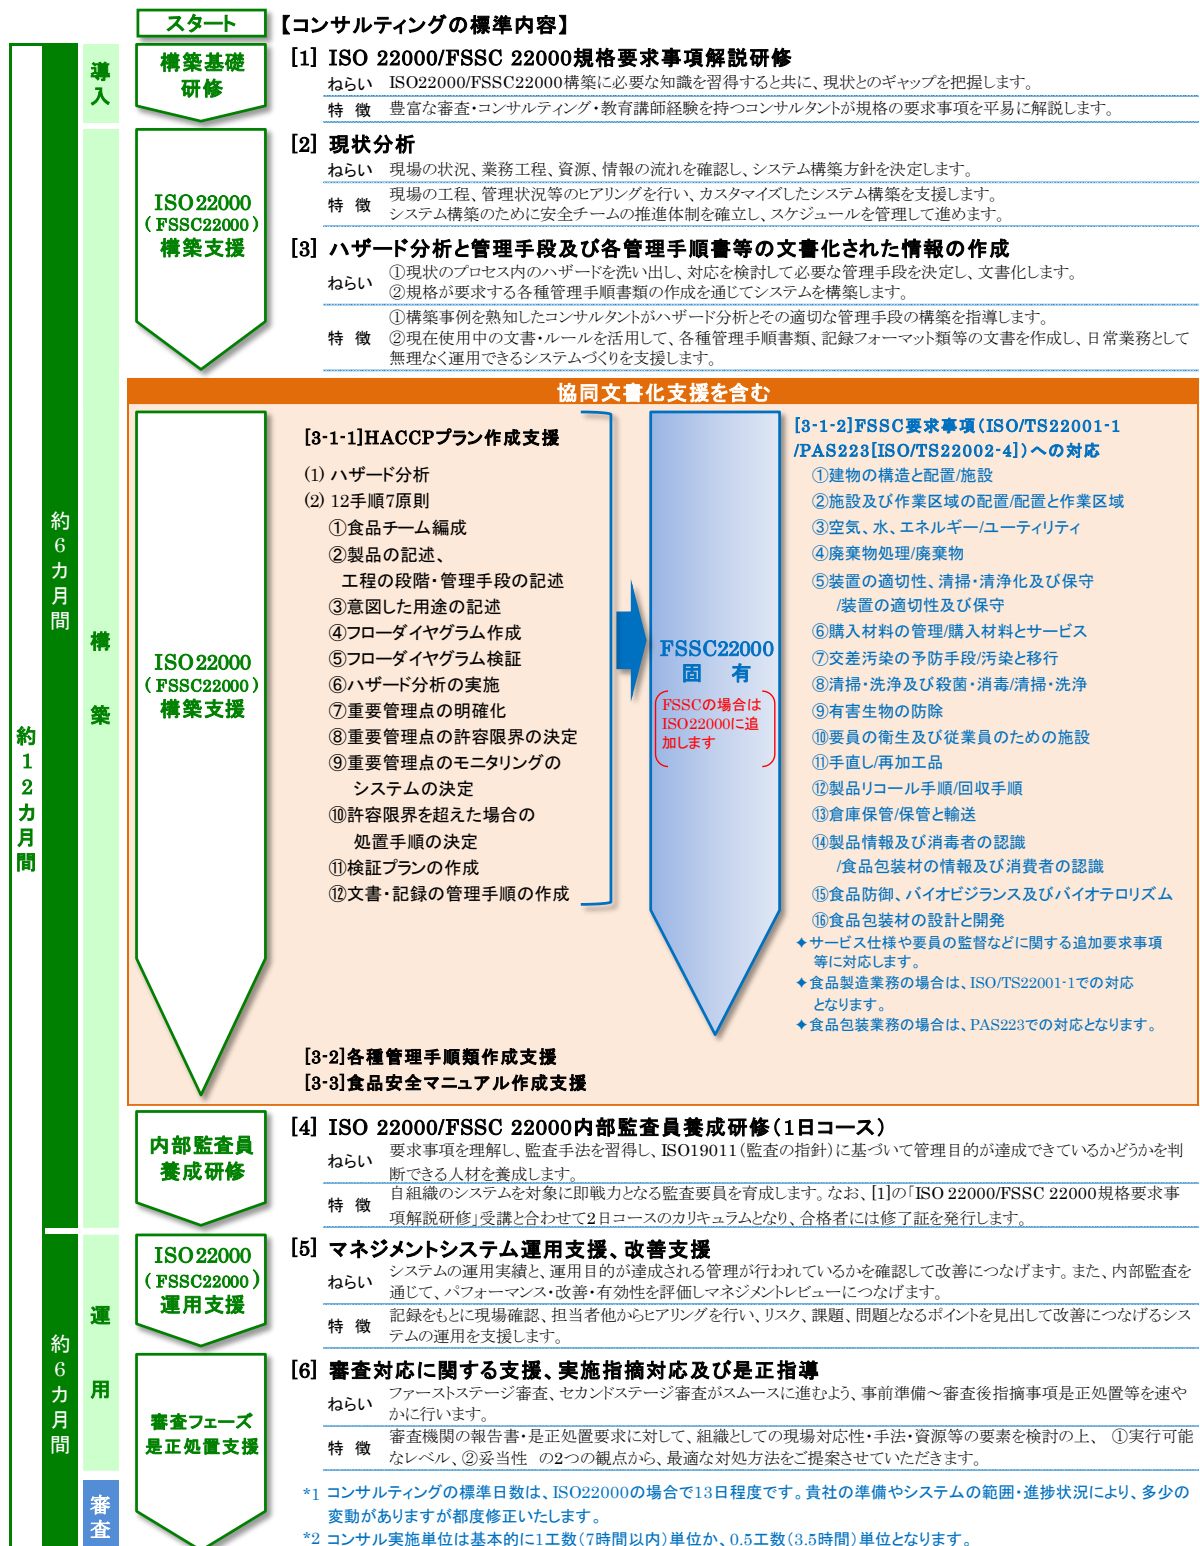 スタート
【コンサルティングの標準内容】
約12カ月間
約6カ月間
導入
構築基礎
研修
[1] ISO 22000/FSSC 22000規格要求事項解説研修
ねらい ISO22000/FSSC22000構築に必要な知識を習得すると共に、現状とのギャップを把握します。
特 徴 豊富な審査・コンサルティング・教育講師経験を持つコンサルタントが規格の要求事項を平易に解説します。
構築
ISO22000
(FSSC22000)
構築支援
[2] 現状分析
ねらい 現場の状況、業務工程、資源、情報の流れを確認し、システム構築方針を決定します。
特 徴 現場の工程、管理状況等のヒアリングを行い、カスタマイズしたシステム構築を支援します。
システム構築のために安全チームの推進体制を確立し、スケジュールを管理して進めます。
[3] ハザード分析と管理手段及び各管理手順書等の文書化された情報の作成
ねらい ①現状のプロセス内のハザードを洗い出し、対応を検討して必要な管理手段を決定し、文書化します。
②規格が要求する各種管理手順書類の作成を通じてシステムを構築します。
特 徴 ①構築事例を熟知したコンサルタントがハザード分析とその適切な管理手段の構築を指導します。
②現在使用中の文書・ルールを活用して、各種管理手順書類、記録フォーマット類等の文書を作成し、日常業務として
無理なく運用できるシステムづくりを支援します。
協同文書化支援を含む
ISO22000
(FSSC22000)
構築支援
[3-1-1]HACCPプラン作成支援
(1) ハザード分析
(2) 12手順7原則
①食品チーム編成
②製品の記述、
工程の段階・管理手段の記述
③意図した用途の記述
④フローダイヤグラム作成
⑤フローダイヤグラム検証
⑥ハザード分析の実施
⑦重要管理点の明確化
⑧重要管理点の許容限界の決定
⑨重要管理点のモニタリングの
システムの決定
⑩許容限界を超えた場合の
処置手順の決定
⑪検証プランの作成
⑫文書・記録の管理手順の作成
FSSC22000
固 有
FSSCの場合は
ISO22000に追
加します
[3-1-2]FSSC要求事項(ISO/TS22001-1
/PAS223[ISO/TS22002-4])への対応
①建物の構造と配置/施設
②施設及び作業区域の配置/配置と作業区域
③空気、水、エネルギー/ユーティリティ
④廃棄物処理/廃棄物
⑤装置の適切性、清掃・清浄化及び保守
/装置の適切性及び保守
⑥購入材料の管理/購入材料とサービス
⑦交差汚染の予防手段/汚染と移行
⑧清掃・洗浄及び殺菌・消毒/清掃・洗浄
⑨有害生物の防除
⑩要員の衛生及び従業員のための施設
⑪手直し/再加工品
⑫製品リコール手順/回収手順
⑬倉庫保管/保管と輸送
⑭製品情報及び消毒者の認識
/食品包装材の情報及び消費者の認識
⑮食品防御、バイオビジランス及びバイオテロリズム
⑯食品包装材の設計と開発
✦サービス仕様や要員の監督などに関する追加要求事項
等に対応します。
✦食品製造業務の場合は、ISO/TS22001-1での対応
となります。
✦食品包装業務の場合は、PAS223での対応となります。
[3-2]各種管理手順類作成支援
[3-3]食品安全マニュアル作成支援
内部監査員
養成研修
[4] ISO 22000/FSSC 22000内部監査員養成研修(1日コース)
ねらい 要求事項を理解し、監査手法を習得し、ISO19011(監査の指針)に基づいて管理目的が達成できているかどうかを判
断できる人材を養成します。
特 徴 自組織のシステムを対象に即戦力となる監査要員を育成します。なお、[1]の「ISO 22000/FSSC 22000規格要求事
項解説研修」受講と合わせて2日コースのカリキュラムとなり、合格者には修了証を発行します。
約6カ月間
運用
ISO22000
(FSSC22000)
運用支援
[5] マネジメントシステム運用支援、改善支援
ねらい システムの運用実績と、運用目的が達成される管理が行われているかを確認して改善につなげます。また、内部監査を
通じて、パフォーマンス・改善・有効性を評価しマネジメントレビューにつなげます。
特 徴 記録をもとに現場確認、担当者他からヒアリングを行い、リスク、課題、問題となるポイントを見出して改善につなげるシス
テムの運用を支援します。
審査フェーズ
是正処置支援
[6] 審査対応に関する支援、実施指摘対応及び是正指導
ねらい ファーストステージ審査、セカンドステージ審査がスムースに進むよう、事前準備～審査後指摘事項是正処置等を速や
かに行います。
特 徴 審査機関の報告書・是正処置要求に対して、組織としての現場対応性・手法・資源等の要素を検討の上、 ①実行可能
なレベル、②妥当性 の2つの観点から、最適な対処方法をご提案させていただきます。
審査
*1 コンサルティングの標準日数は、ISO22000の場合で13日程度です。貴社の準備やシステムの範囲・進捗状況により、多少の
変動がありますが都度修正いたします。
*2 コンサル実施単位は基本的に1工数(7時間以内)単位か、0.5工数(3.5時間)単位となります。